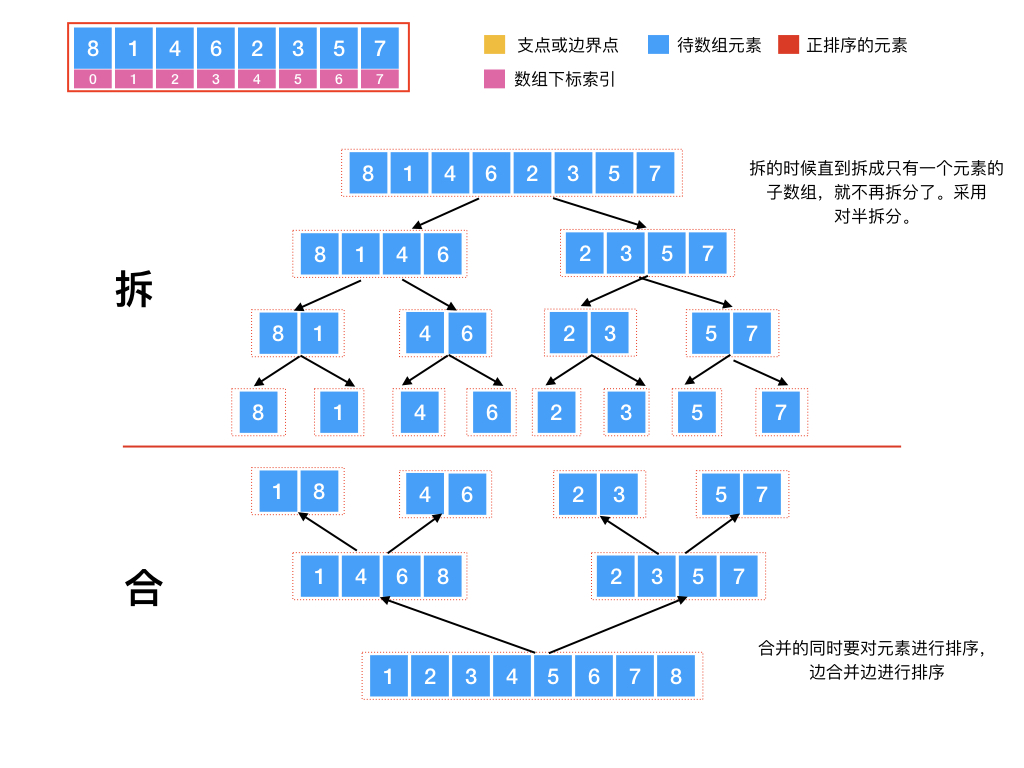 8 1 4 6 2 3 5 7
0 1 2 3 4 5 6 7
支点或边界点 待数组元素 正排序的元素
数组下标索引
8 1 4 6 2 3 5 7
拆的时候直到拆成只有一个元素的
子数组，就不再拆分了。采用
对半拆分。
拆
8 1 4 6 2 3 5 7
8 1 4 6 2 3 5 7
8 1 4 6 2 3 5 7
1 8 4 6 2 3 5 7
合
1 4 6 8 2 3 5 7
合并的同时要对元素进行排序，
边合并边进行排序
1 2 3 4 5 6 7 8